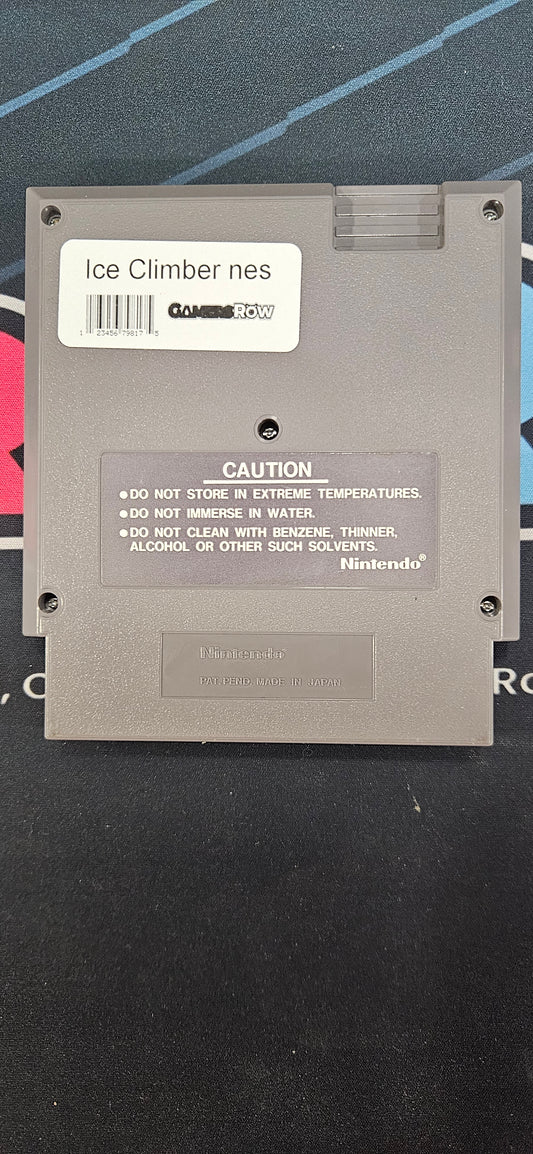 Ice Climber nes
1 23456 79817 5
GAMERSROW
CAUTION
●DO NOT STORE IN EXTREME TEMPERATURES.
●DO NOT IMMERSE IN WATER.
●DO NOT CLEAN WITH BENZENE, THINNER,
ALCOHOL OR OTHER SUCH SOLVENTS.
Nintendo®
Nintendo®
PAT. PEND. MADE IN JAPAN